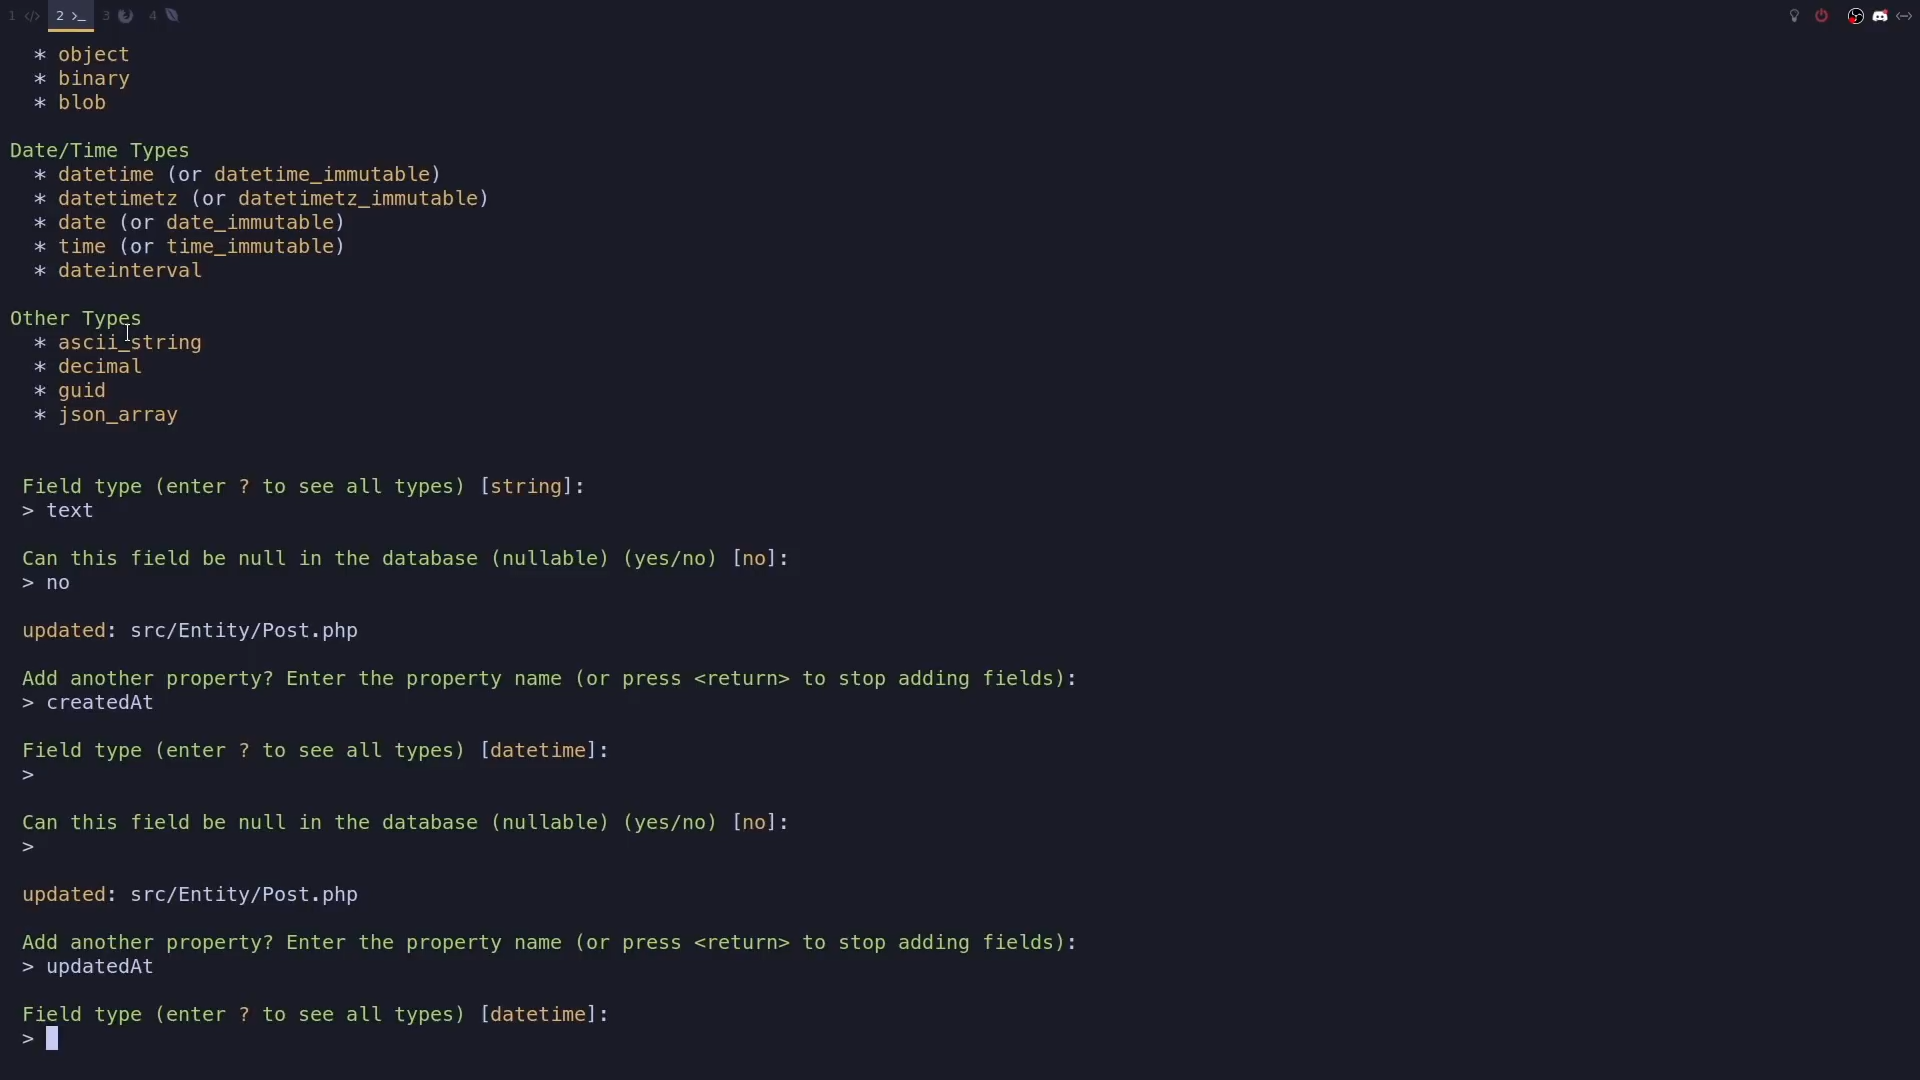 1 </> 2 >_ 3 4
* object
* binary
* blob
Date/Time Types
* datetime (or datetime_immutable)
* datetimetz (or datetimetz_immutable)
* date (or date_immutable)
* time (or time_immutable)
* dateinterval
Other Types
* ascii_string
* decimal
* guid
* json_array
Field type (enter ? to see all types) [string]:
> text
Can this field be null in the database (nullable) (yes/no) [no]:
> no
updated: src/Entity/Post.php
Add another property? Enter the property name (or press <return> to stop adding fields):
> createdAt
Field type (enter ? to see all types) [datetime]:
>
Can this field be null in the database (nullable) (yes/no) [no]:
>
updated: src/Entity/Post.php
Add another property? Enter the property name (or press <return> to stop adding fields):
> updatedAt
Field type (enter ? to see all types) [datetime]:
>